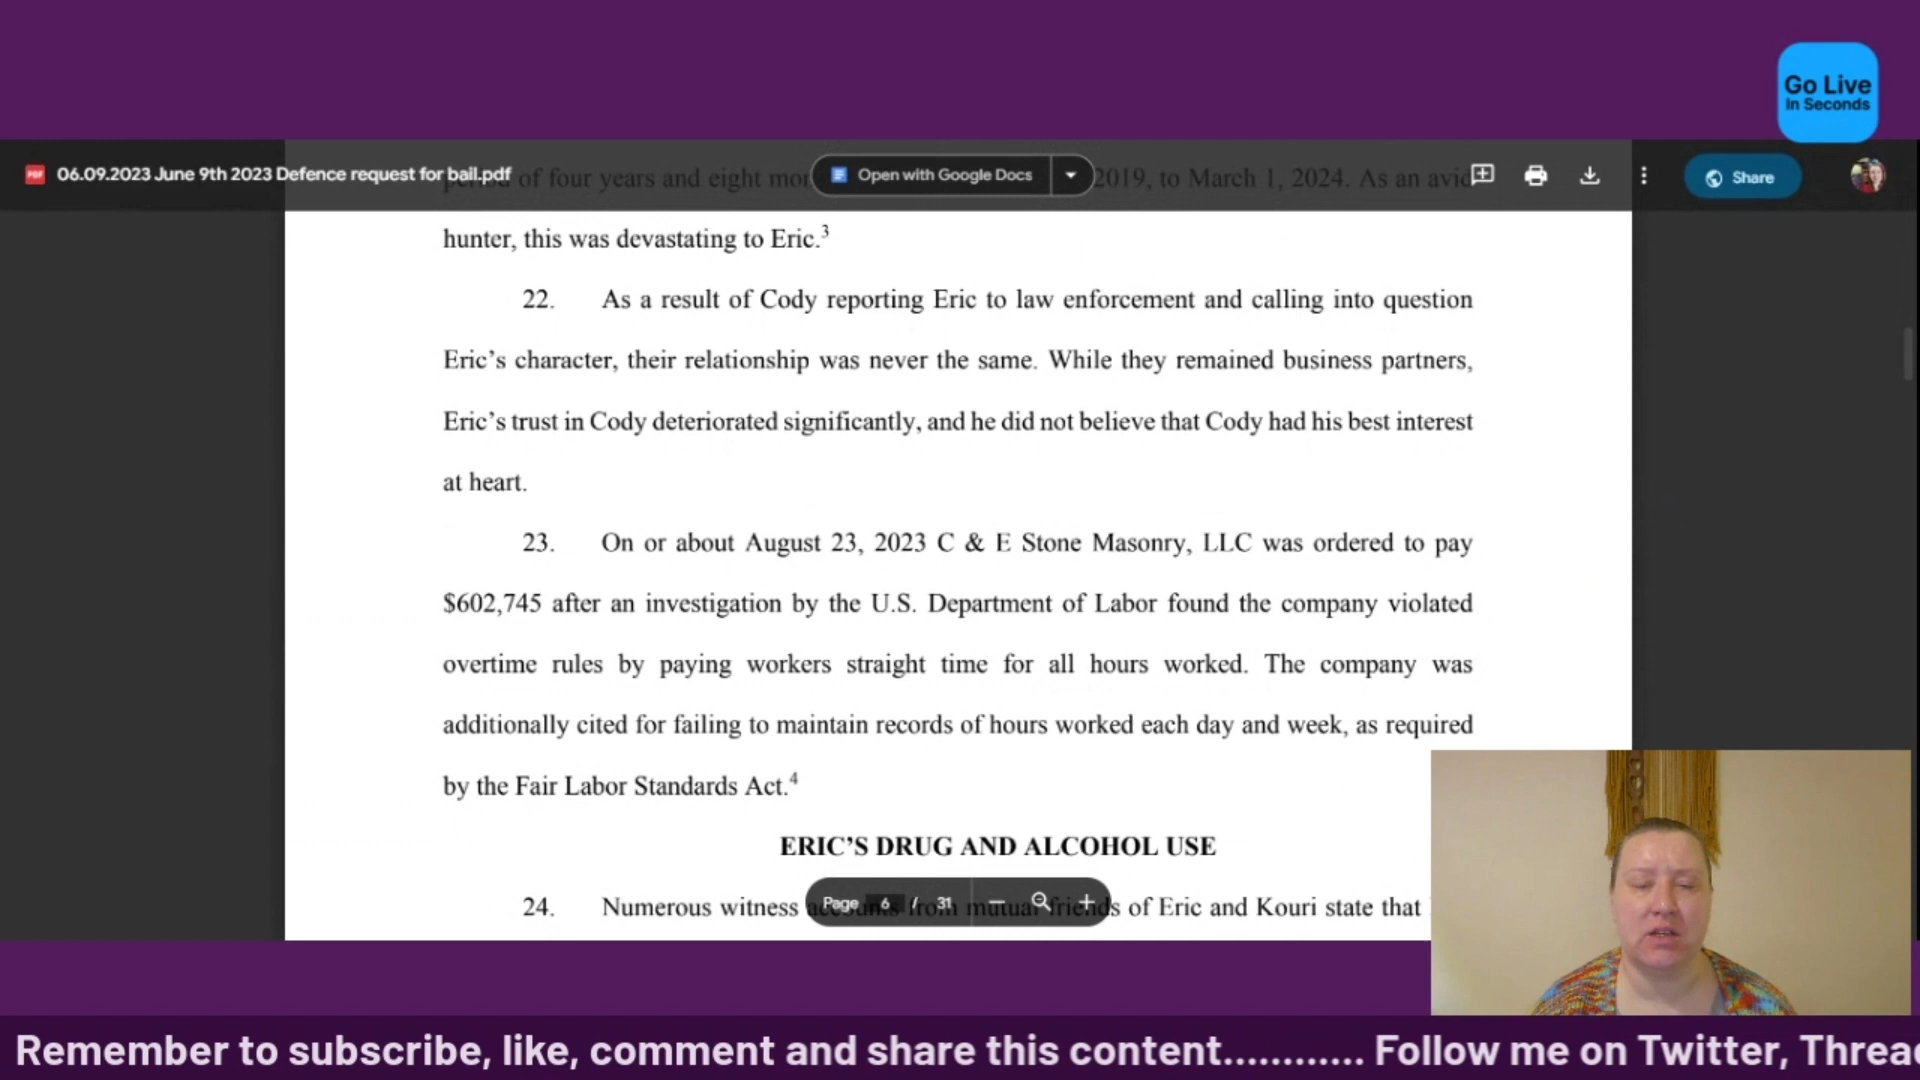 Go Live
In Seconds
PDF
06.09.2023 June 9th 2023 Defence request for bail.pdf
Open with Google Docs
Share
period of four years and eight mon 2019, to March 1, 2024. As an avid
hunter, this was devastating to Eric.3
22. As a result of Cody reporting Eric to law enforcement and calling into question
Eric’s character, their relationship was never the same. While they remained business partners,
Eric’s trust in Cody deteriorated significantly, and he did not believe that Cody had his best interest
at heart.
23. On or about August 23, 2023 C & E Stone Masonry, LLC was ordered to pay
$602,745 after an investigation by the U.S. Department of Labor found the company violated
overtime rules by paying workers straight time for all hours worked. The company was
additionally cited for failing to maintain records of hours worked each day and week, as required
by the Fair Labor Standards Act.4
ERIC’S DRUG AND ALCOHOL USE
24. Numerous witness accounts from mutual friends of Eric and Kouri state that
Page 6 / 31
Remember to subscribe, like, comment and share this content............ Follow me on Twitter, Threa